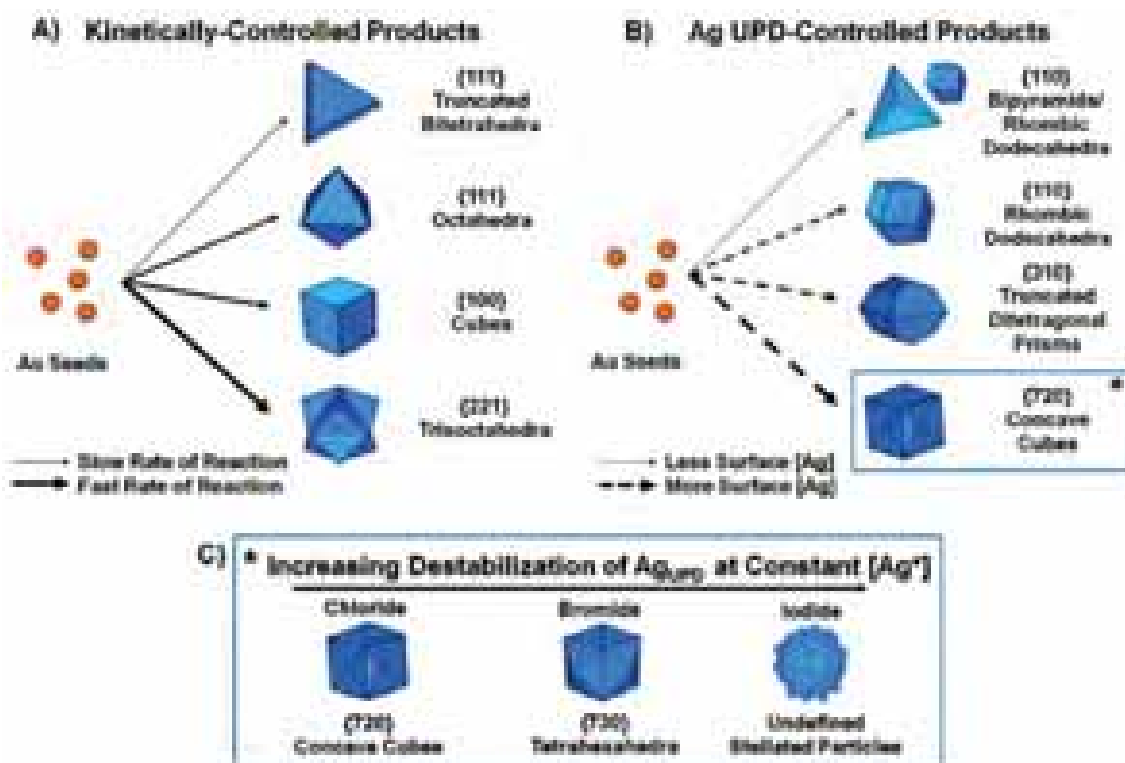 A) Kinetically-Controlled Products
{111}
Truncated
Bitetrahedra
{111}
Octahedra
{100}
Cubes
{221}
Trisoctahedra
Au Seeds
Slow Rate of Reaction
Fast Rate of Reaction
B) Ag UPD-Controlled Products
{110}
Bipyramids/
Rhombic
Dodecahedra
{110}
Rhombic
Dodecahedra
{310}
Truncated
Ditetragonal
Prisms
{720}
Concave
Cubes
*
Au Seeds
Less Surface [Ag]
More Surface [Ag]
C) * Increasing Destabilization of AgUPD at Constant [Ag+]
Chloride
Bromide
Iodide
{720}
Concave Cubes
{730}
Tetrahexahedra
Undefined
Stellated Particles